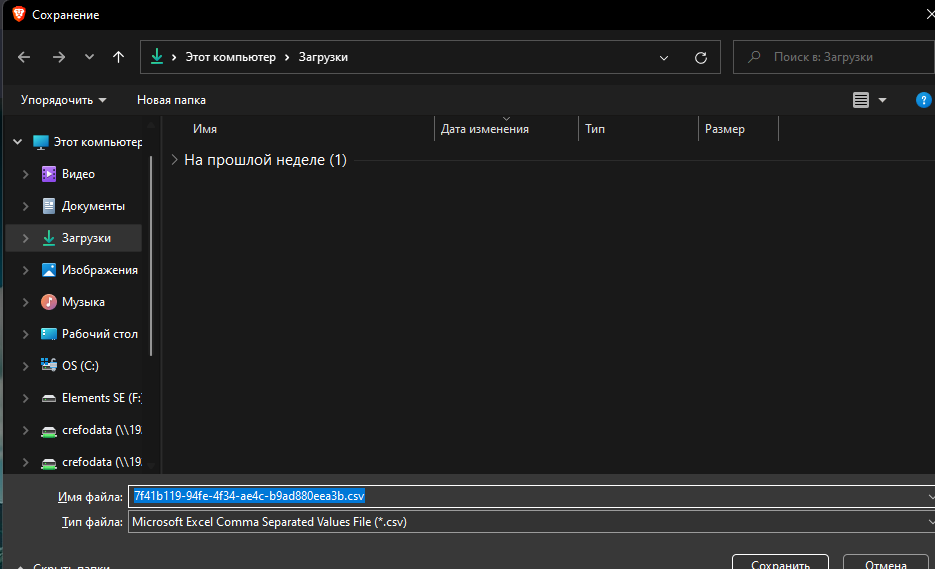 Сохранение
Этот компьютер › Загрузки
Поиск в: Загрузки
Упорядочить
Новая папка
?
Имя
Дата изменения
Тип
Размер
Этот компьютер
На прошлой неделе (1)
Видео
Документы
Загрузки
Изображения
Музыка
Рабочий стол
OS (C:)
Elements SE (F:)
crefodata (\\19
crefodata (\\19
Имя файла:
7f41b119-94fe-4f34-ae4c-b9ad880eea3b.csv
Тип файла:
Microsoft Excel Comma Separated Values File (*.csv)
Скрыть папки
Сохранить
Отмена